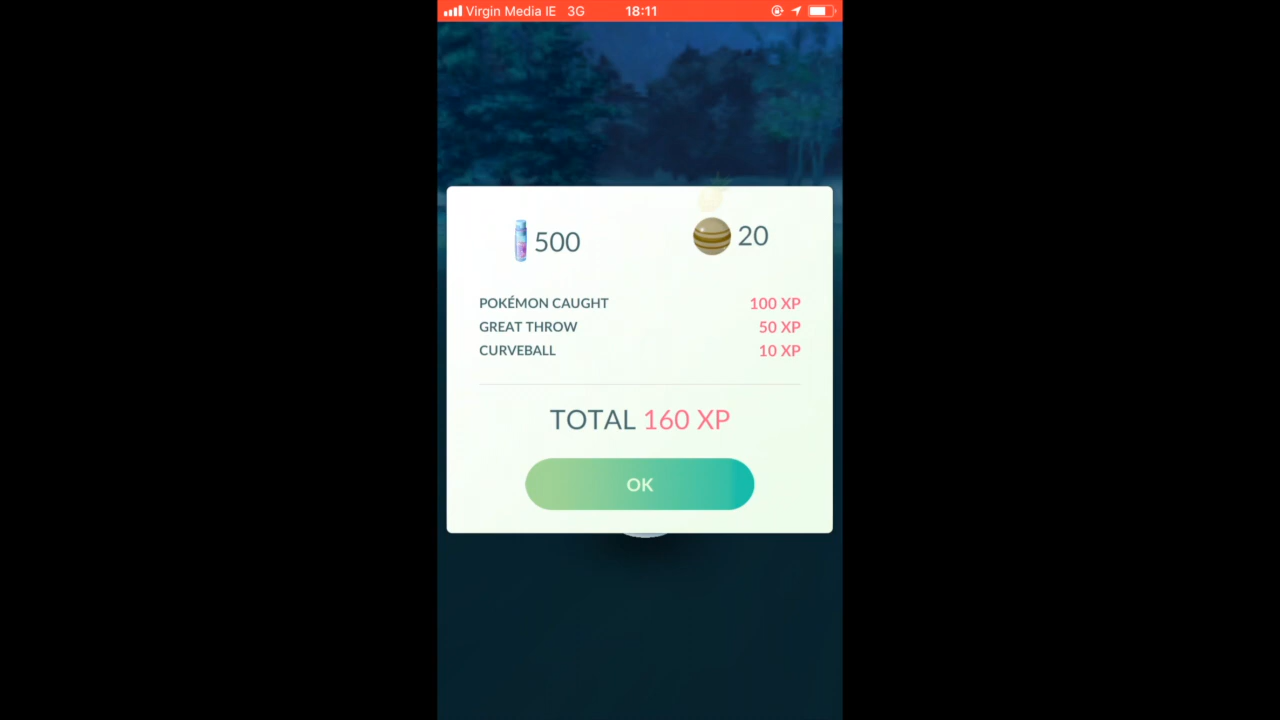 Virgin Media IE 3G 18:11
500 20
POKÉMON CAUGHT 100 XP
GREAT THROW 50 XP
CURVEBALL 10 XP
TOTAL 160 XP
OK